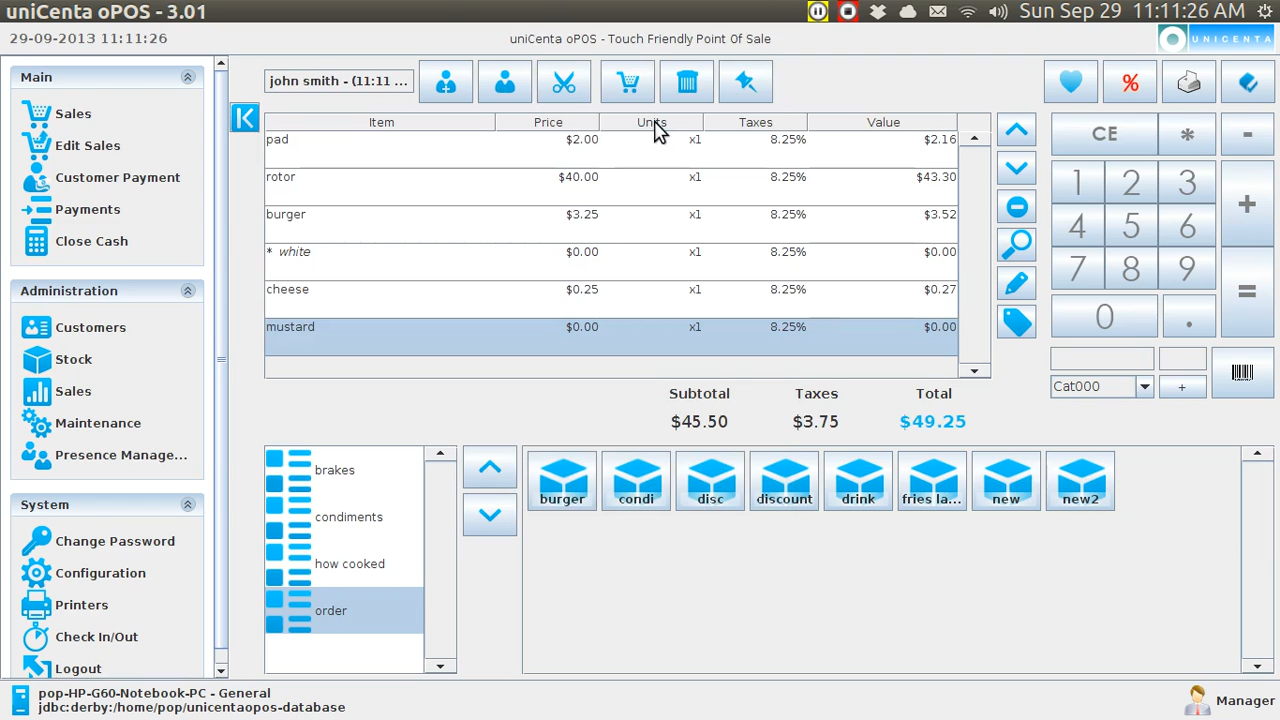 uniCenta oPOS - 3.01
Sun Sep 29 11:11:26 AM
29-09-2013 11:11:26
uniCenta oPOS - Touch Friendly Point Of Sale
UNICENTA
Main
Sales
Edit Sales
Customer Payment
Payments
Close Cash
Administration
Customers
Stock
Sales
Maintenance
Presence Manage...
System
Change Password
Configuration
Printers
Check In/Out
Logout
john smith - (11:11 ...
%
Item Price Units Taxes Value
pad $2.00 x1 8.25% $2.16
rotor $40.00 x1 8.25% $43.30
burger $3.25 x1 8.25% $3.52
* white $0.00 x1 8.25% $0.00
cheese $0.25 x1 8.25% $0.27
mustard $0.00 x1 8.25% $0.00
Subtotal Taxes Total
$45.50 $3.75 $49.25
CE * -
1 2 3 +
4 5 6
7 8 9 =
0 .
Cat000 +
brakes
condiments
how cooked
order
burger condi disc discount drink fries la... new new2
pop-HP-G60-Notebook-PC - General
jdbc:derby:/home/pop/unicentaopos-database
Manager